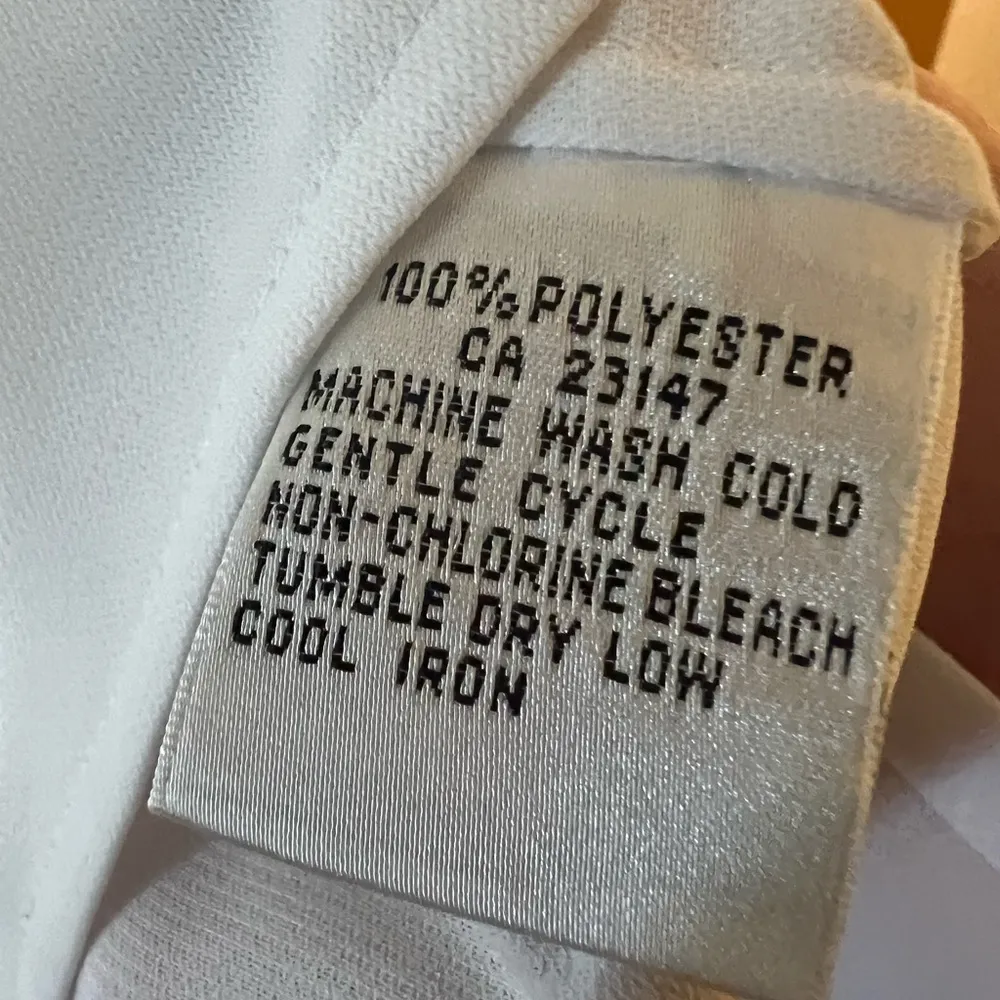 100% POLYESTER
CA 23147
MACHINE WASH COLD
GENTLE CYCLE
NON-CHLORINE BLEACH
TUMBLE DRY LOW
COOL IRON